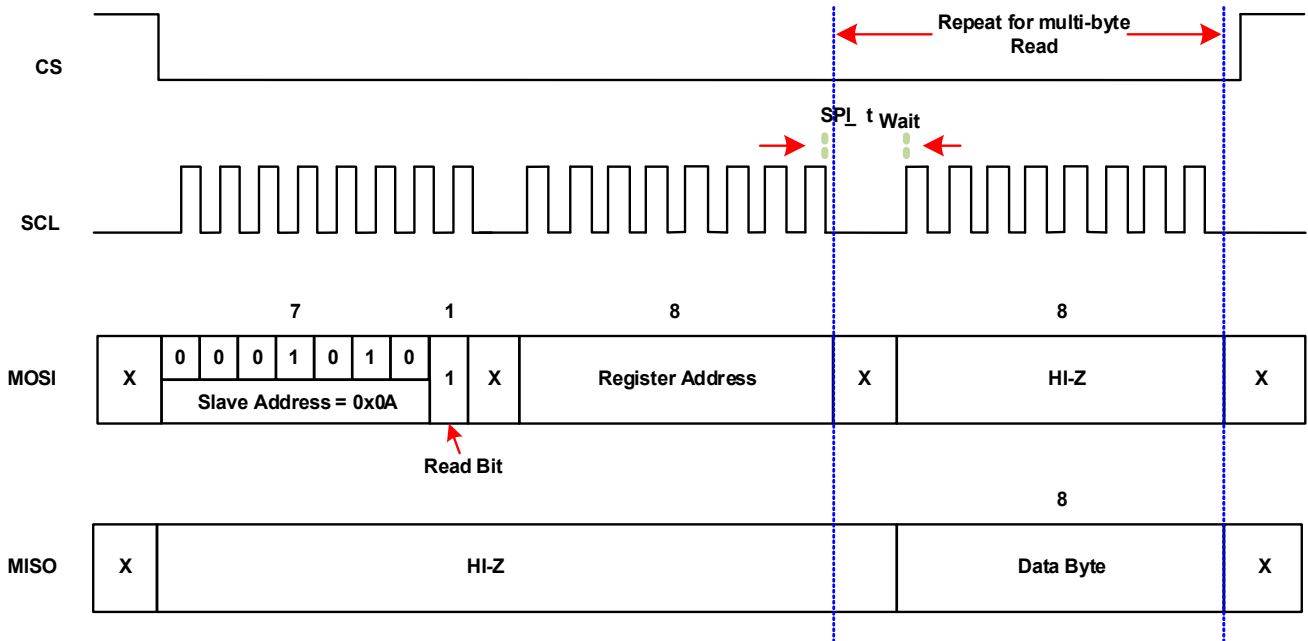 Repeat for multi-byte
Read
CS
SPI_ t Wait
SCL
7 1 8 8
MOSI X 0 0 0 1 0 1 0 1 X Register Address X HI-Z X
Slave Address = 0x0A
Read Bit
8
MISO X HI-Z Data Byte X